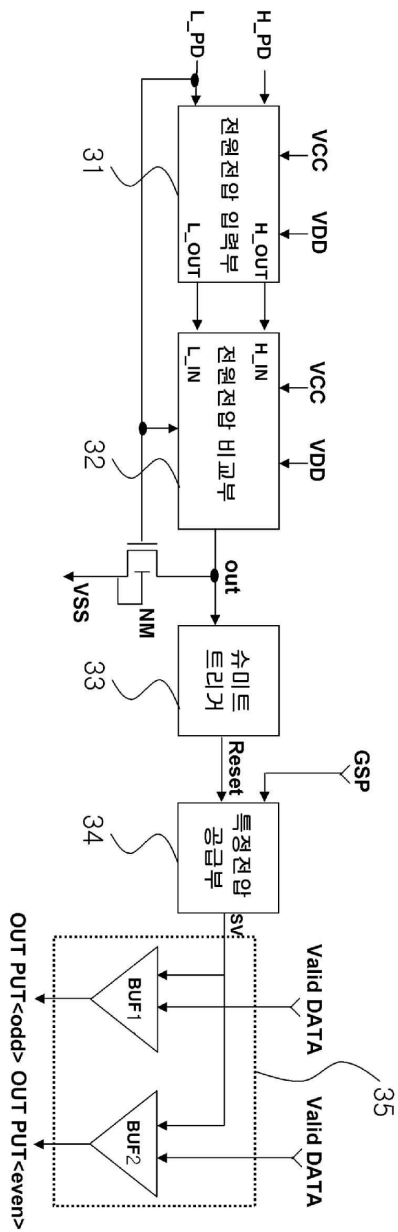 H_PD
L_PD
VCC
VDD
전원전압 입력부
H_OUT
L_OUT
31
VCC
VDD
H_IN
L_IN
전원전압 비교부
32
out
NM
VSS
슈미트
트리거
33
Reset
GSP
특정전압
공급부
34
sv
Valid DATA
Valid DATA
BUF1
BUF2
35
OUT PUT<odd>
OUT PUT<even>